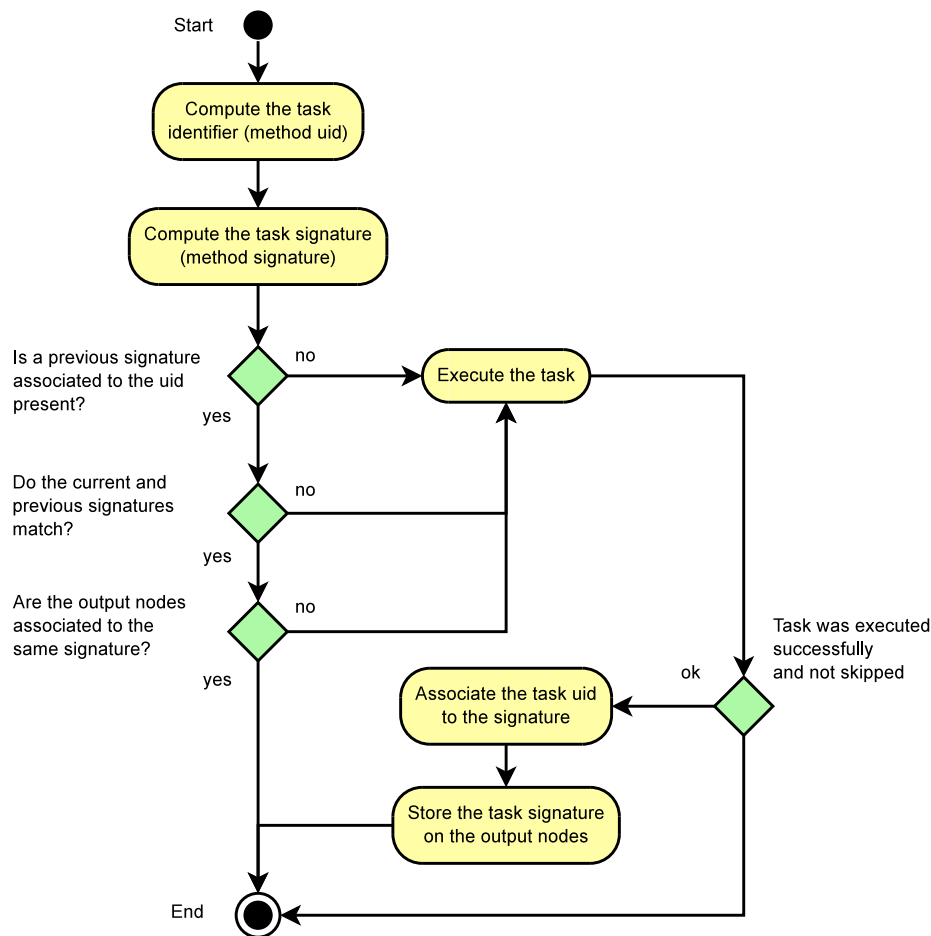 Start
Compute the task
identifier (method uid)
Compute the task signature
(method signature)
Is a previous signature
associated to the uid
present?
no
yes
Execute the task
Do the current and
previous signatures
match?
no
yes
Are the output nodes
associated to the
same signature?
no
yes
Task was executed
successfully
and not skipped
ok
Associate the task uid
to the signature
Store the task signature
on the output nodes
End